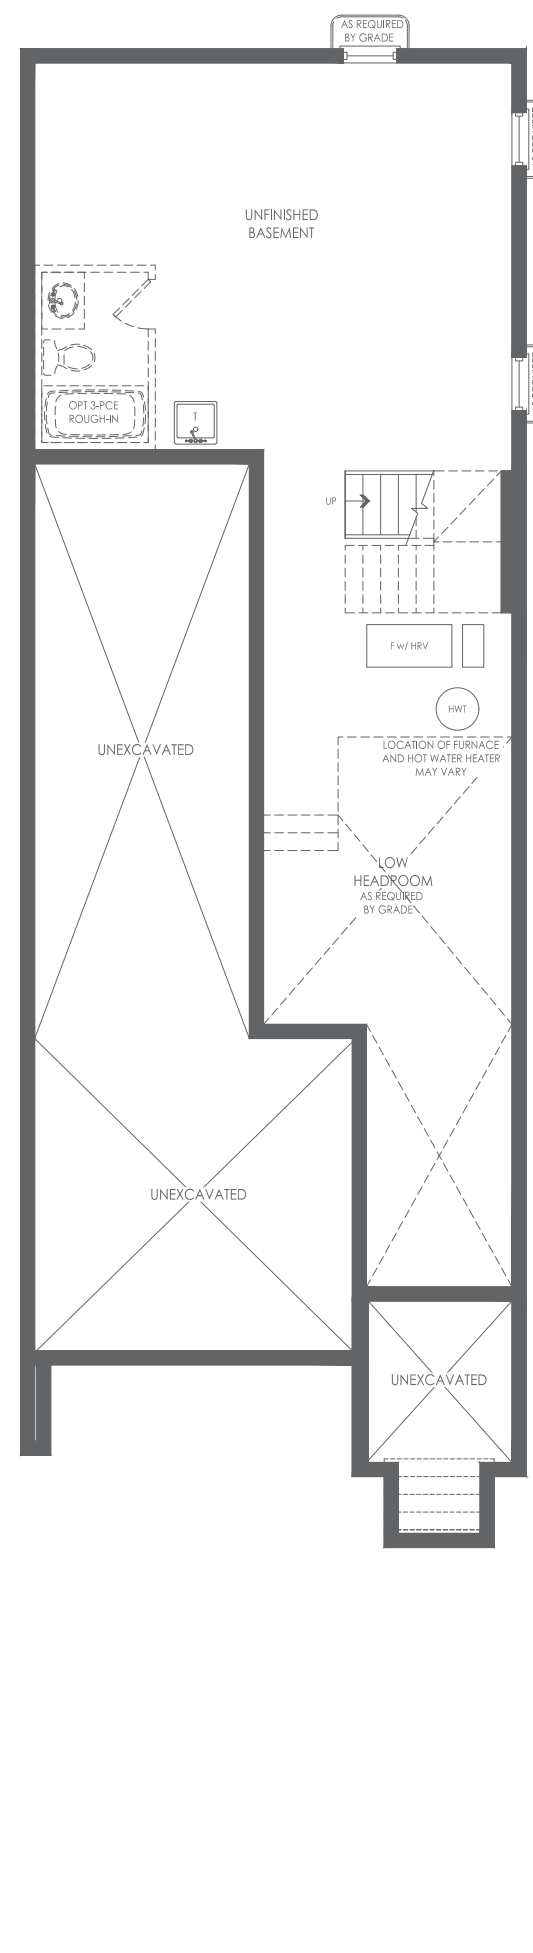 AS REQUIRED
BY GRADE
UNFINISHED
BASEMENT
OPT 3-PCE
ROUGH-IN
T
UP
F w/ HRV
HWT
UNEXCAVATED
LOCATION OF FURNACE
AND HOT WATER HEATER
MAY VARY
LOW
HEADROOM
AS REQUIRED
BY GRADE
UNEXCAVATED
UNEXCAVATED